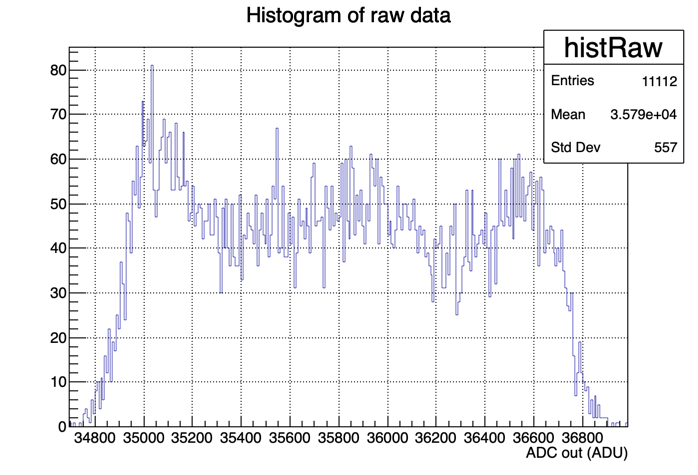 Histogram of raw data
histRaw
Entries 11112
Mean 3.579e+04
Std Dev 557
80
70
60
50
40
30
20
10
0
34800 35000 35200 35400 35600 35800 36000 36200 36400 36600 36800
ADC out (ADU)